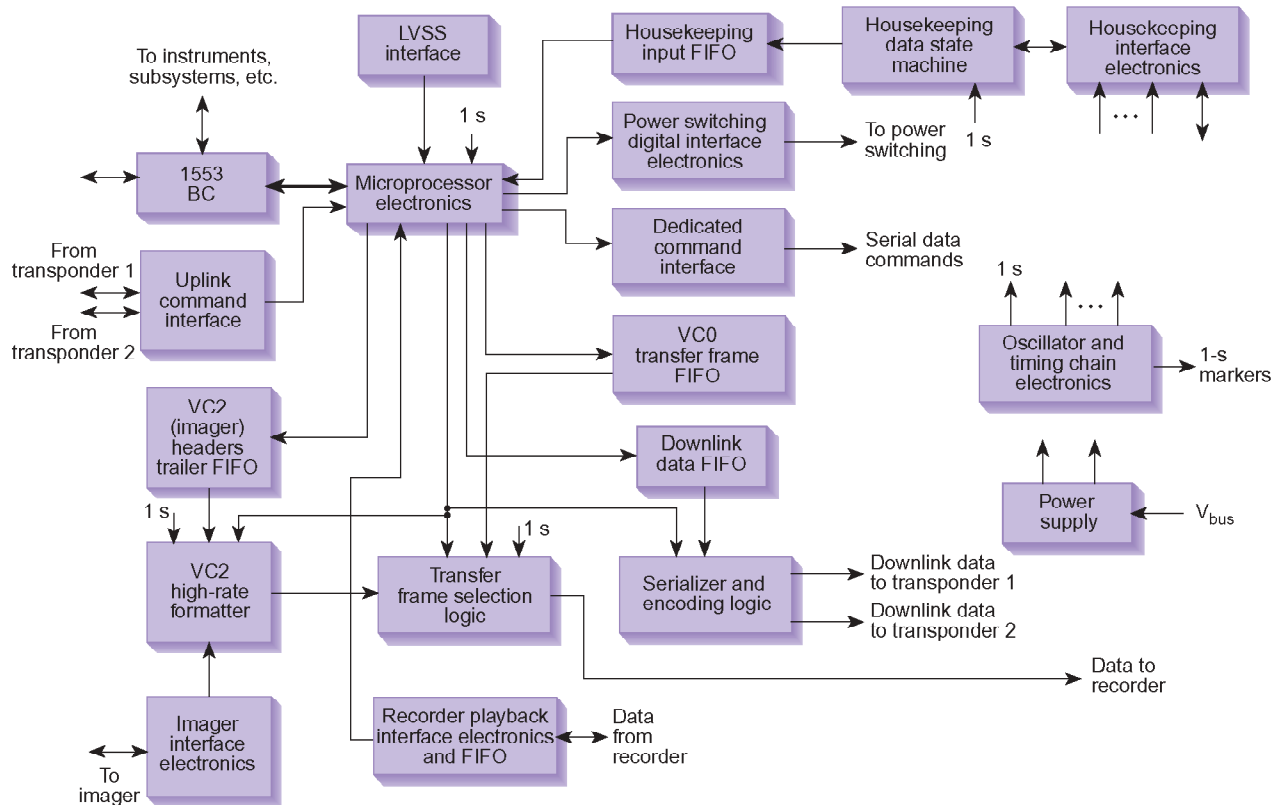 LVSS
interface
Housekeeping
input FIFO
Housekeeping
data state
machine
Housekeeping
interface
electronics
To instruments,
subsystems, etc.
1 s
Power switching
digital interface
electronics
To power
switching
1 s
...
1553
BC
Microprocessor
electronics
Dedicated
command
interface
Serial data
commands
From
transponder 1
Uplink
command
interface
From
transponder 2
VC0
transfer frame
FIFO
1 s
...
Oscillator and
timing chain
electronics
1-s
markers
VC2
(imager)
headers
trailer FIFO
Downlink
data FIFO
Power
supply
Vbus
1 s
VC2
high-rate
formatter
1 s
Transfer
frame selection
logic
Serializer and
encoding logic
Downlink data
to transponder 1
Downlink data
to transponder 2
Data to
recorder
Imager
interface
electronics
To
imager
Recorder playback
interface electronics
and FIFO
Data
from
recorder